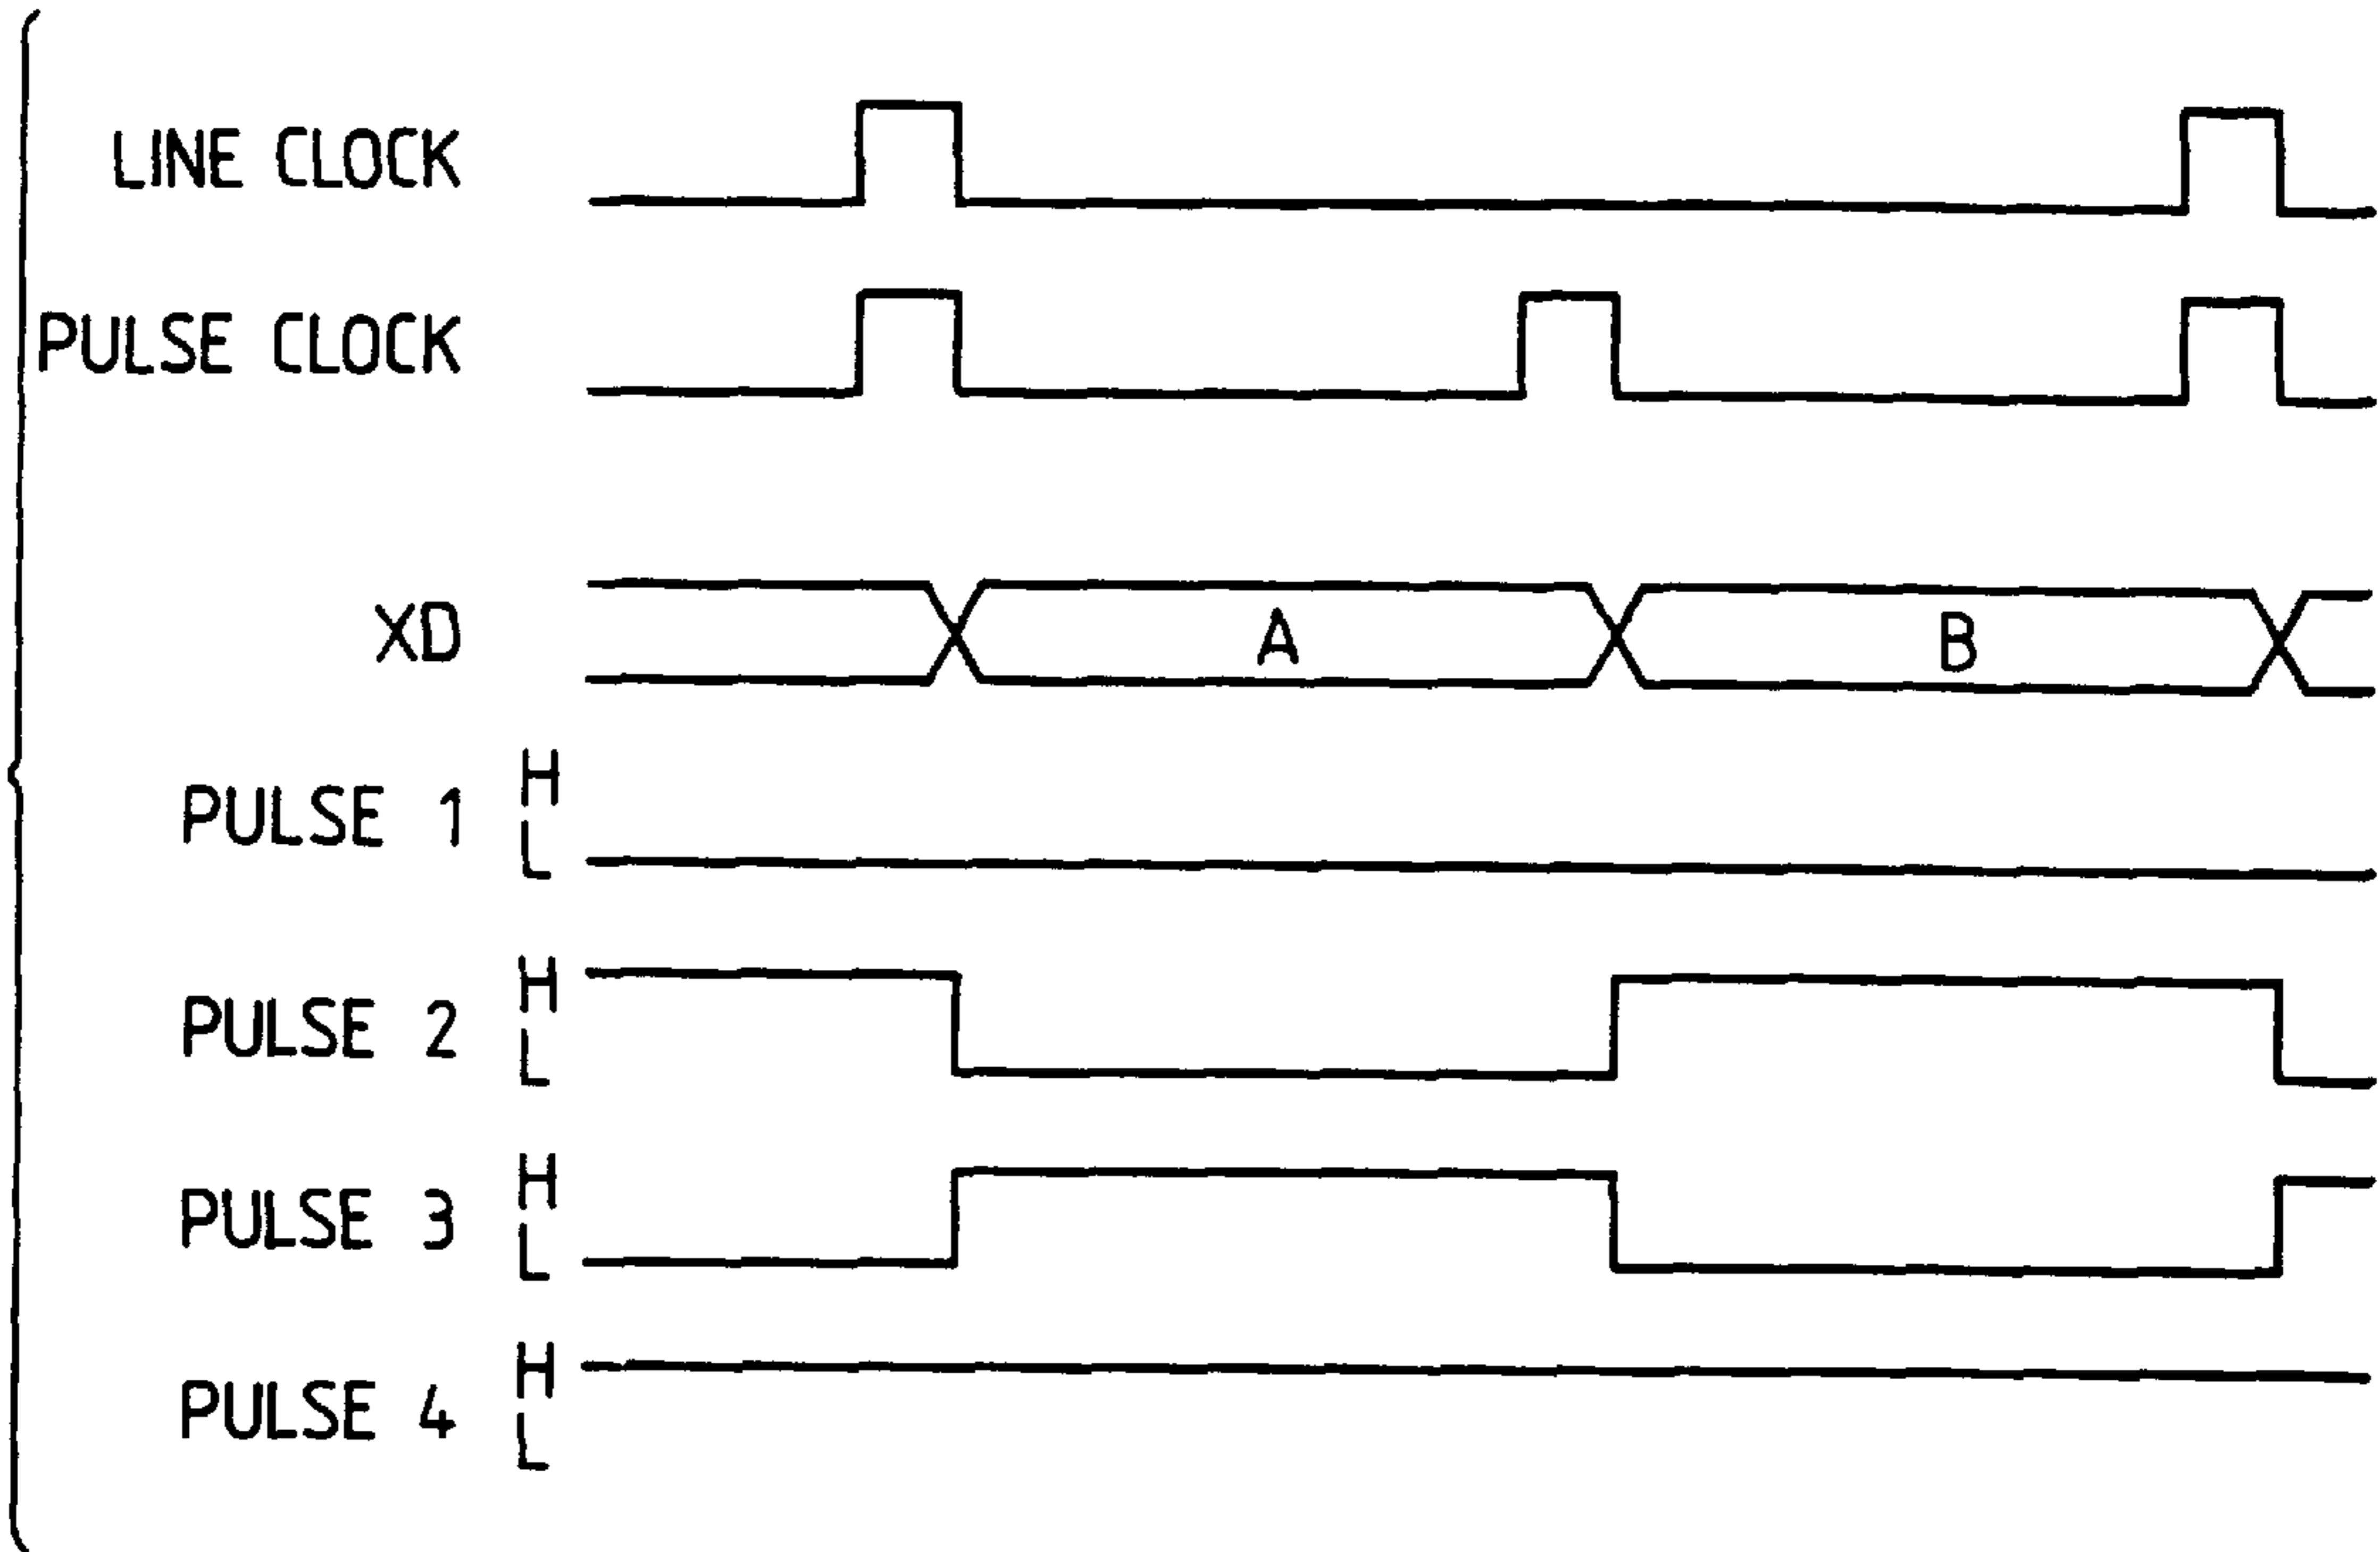 LINE CLOCK
PULSE CLOCK
XD
A
B
PULSE 1
H
L
PULSE 2
H
L
PULSE 3
H
L
PULSE 4
H
L